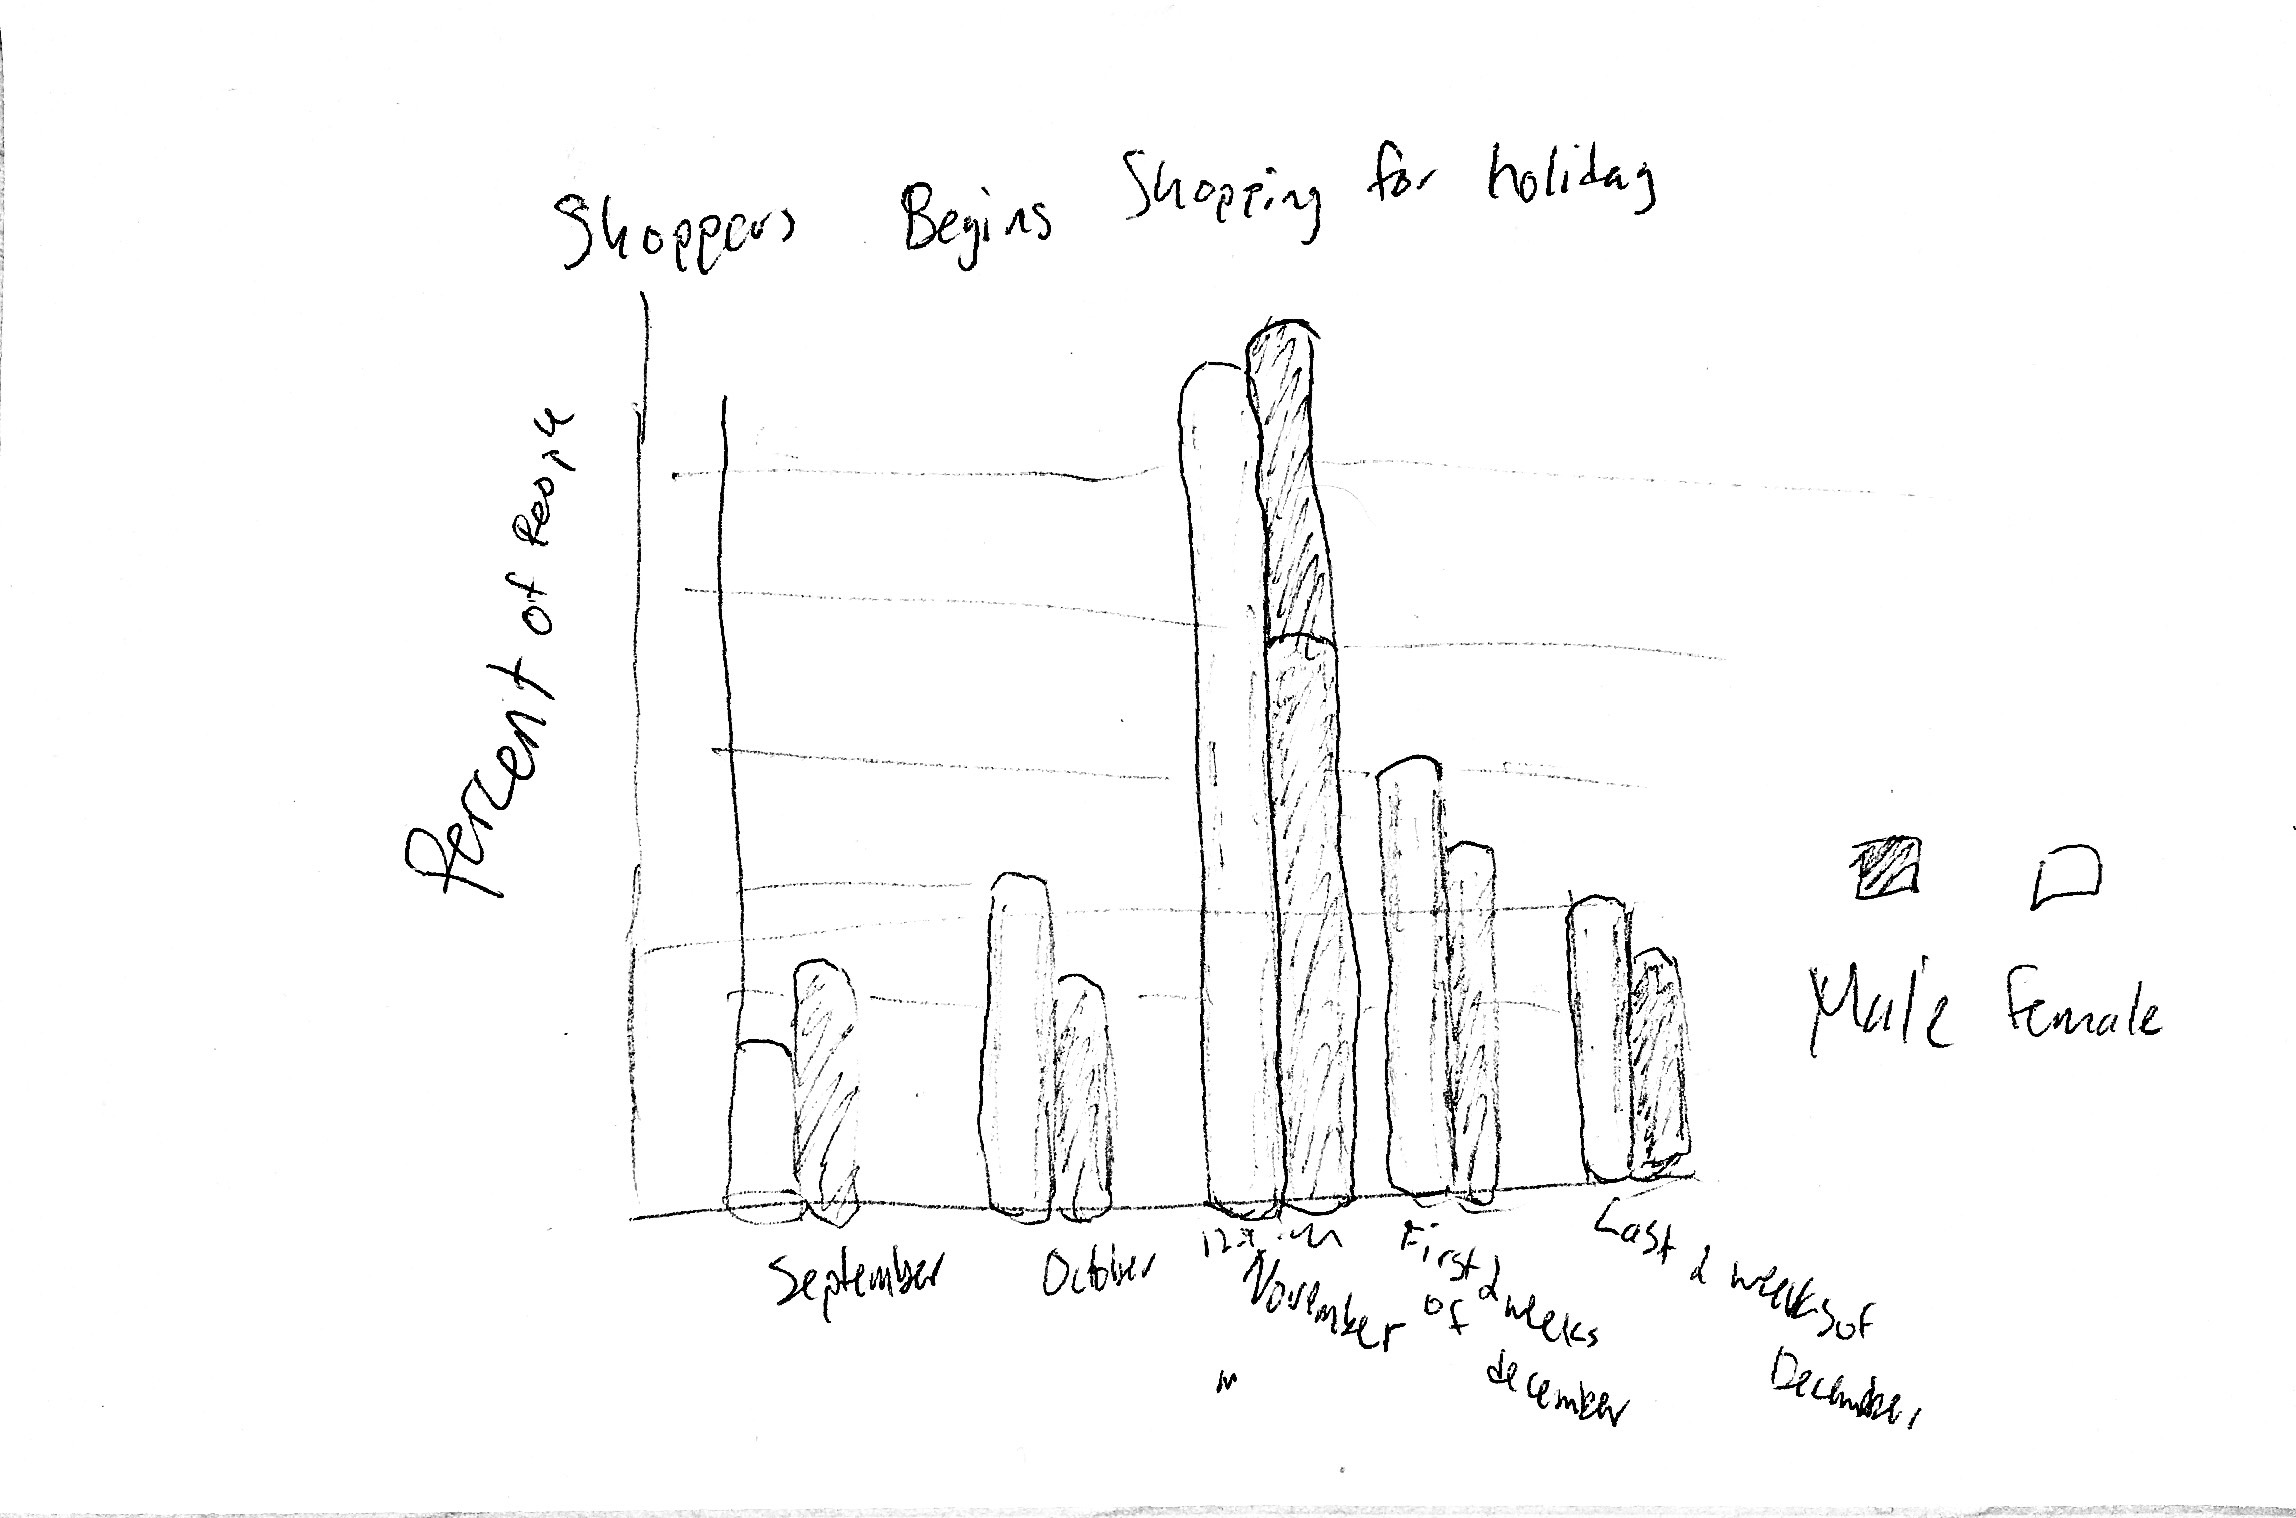 Shoppers Begins Shopping for holiday
Percent of People
Male Female
September
October
November
First 2 weeks
of
december
Last 2 weeks of
December,